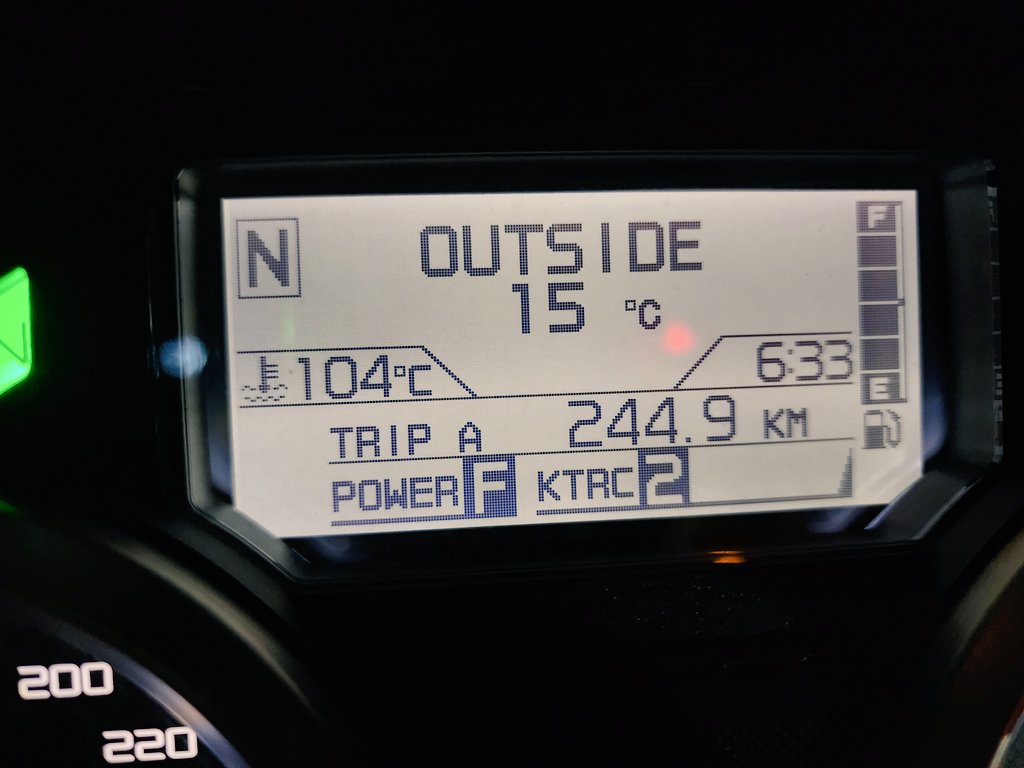 N
OUTSIDE
15 °C
F
104°C
6:33
E
TRIP A 244.9 KM
POWER F KTRC 2
200
220